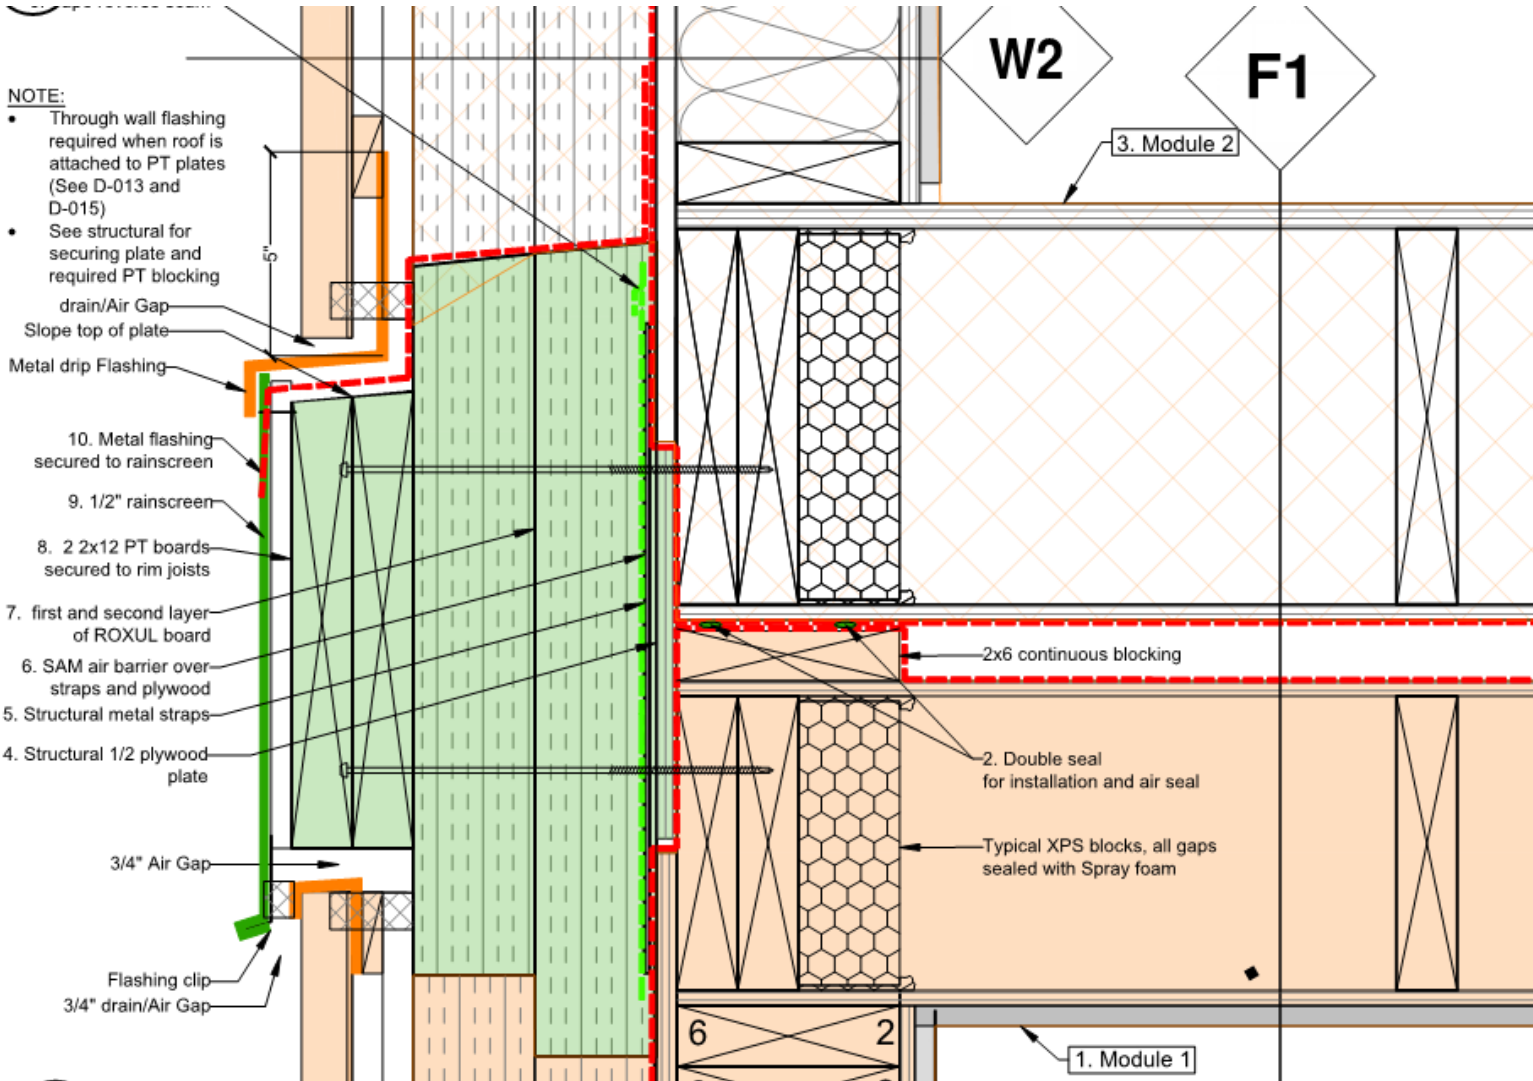 W2
F1
NOTE:
• Through wall flashing
required when roof is
attached to PT plates
(See D-013 and
D-015)
• See structural for
securing plate and
required PT blocking
3. Module 2
5"
drain/Air Gap
Slope top of plate
Metal drip Flashing
10. Metal flashing
secured to rainscreen
9. 1/2" rainscreen
8. 2 2x12 PT boards
secured to rim joists
7. first and second layer
of ROXUL board
6. SAM air barrier over
straps and plywood
5. Structural metal straps
4. Structural 1/2 plywood
plate
2x6 continuous blocking
2. Double seal
for installation and air seal
Typical XPS blocks, all gaps
sealed with Spray foam
3/4" Air Gap
Flashing clip
3/4" drain/Air Gap
6 2
1. Module 1